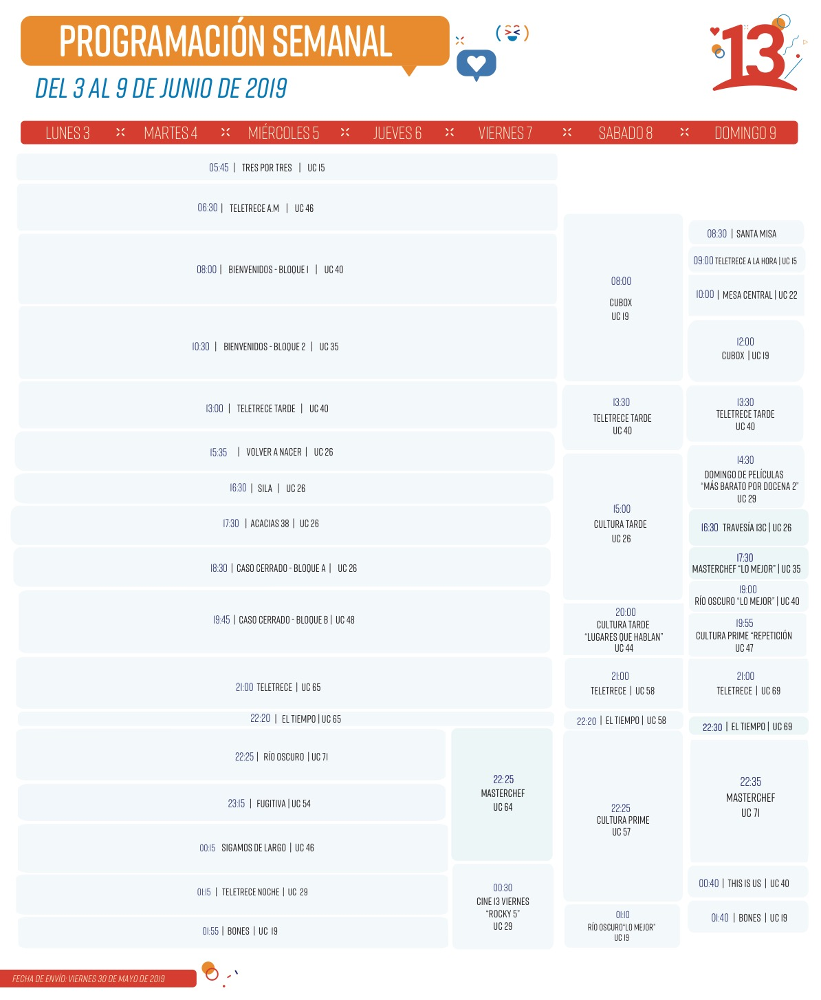 PROGRAMACIÓN SEMANAL
DEL 3 AL 9 DE JUNIO DE 2019
13
LUNES 3 MARTES 4 MIÉRCOLES 5 JUEVES 6 VIERNES 7 SABADO 8 DOMINGO 9
05:45 | TRES POR TRES | UC 15
06:30 | TELETRECE A.M | UC 46
08:00 | BIENVENIDOS - BLOQUE 1 | UC 40
10:30 | BIENVENIDOS - BLOQUE 2 | UC 35
13:00 | TELETRECE TARDE | UC 40
15:35 | VOLVER A NACER | UC 26
16:30 | SILA | UC 26
17:30 | ACACIAS 38 | UC 26
18:30 | CASO CERRADO - BLOQUE A | UC 26
19:45 | CASO CERRADO - BLOQUE B | UC 48
21:00 TELETRECE | UC 65
22:20 | EL TIEMPO | UC 65
22:25 | RÍO OSCURO | UC 71
23:15 | FUGITIVA | UC 54
00:15 SIGAMOS DE LARGO | UC 46
01:15 | TELETRECE NOCHE | UC 29
01:55 | BONES | UC 19
22:25
MASTERCHEF
UC 64
00:30
CINE 13 VIERNES
"ROCKY 5"
UC 29
08:00
CUBOX
UC 19
13:30
TELETRECE TARDE
UC 40
15:00
CULTURA TARDE
UC 26
20:00
CULTURA TARDE
"LUGARES QUE HABLAN"
UC 44
21:00
TELETRECE | UC 58
22:20 | EL TIEMPO | UC 58
22:25
CULTURA PRIME
UC 57
01:10
RÍO OSCURO"LO MEJOR"
UC 19
08:30 | SANTA MISA
09:00 TELETRECE A LA HORA | UC 15
10:00 | MESA CENTRAL | UC 22
12:00
CUBOX | UC 19
13:30
TELETRECE TARDE
UC 40
14:30
DOMINGO DE PELÍCULAS
"MÁS BARATO POR DOCENA 2"
UC 29
16:30 TRAVESÍA 13C | UC 26
17:30
MASTERCHEF "LO MEJOR" | UC 35
19:00
RÍO OSCURO "LO MEJOR" | UC 40
19:55
CULTURA PRIME "REPETICIÓN
UC 47
21:00
TELETRECE | UC 69
22:30 | EL TIEMPO | UC 69
22:35
MASTERCHEF
UC 71
00:40 | THIS IS US | UC 40
01:40 | BONES | UC 19
FECHA DE ENVÍO: VIERNES 30 DE MAYO DE 2019